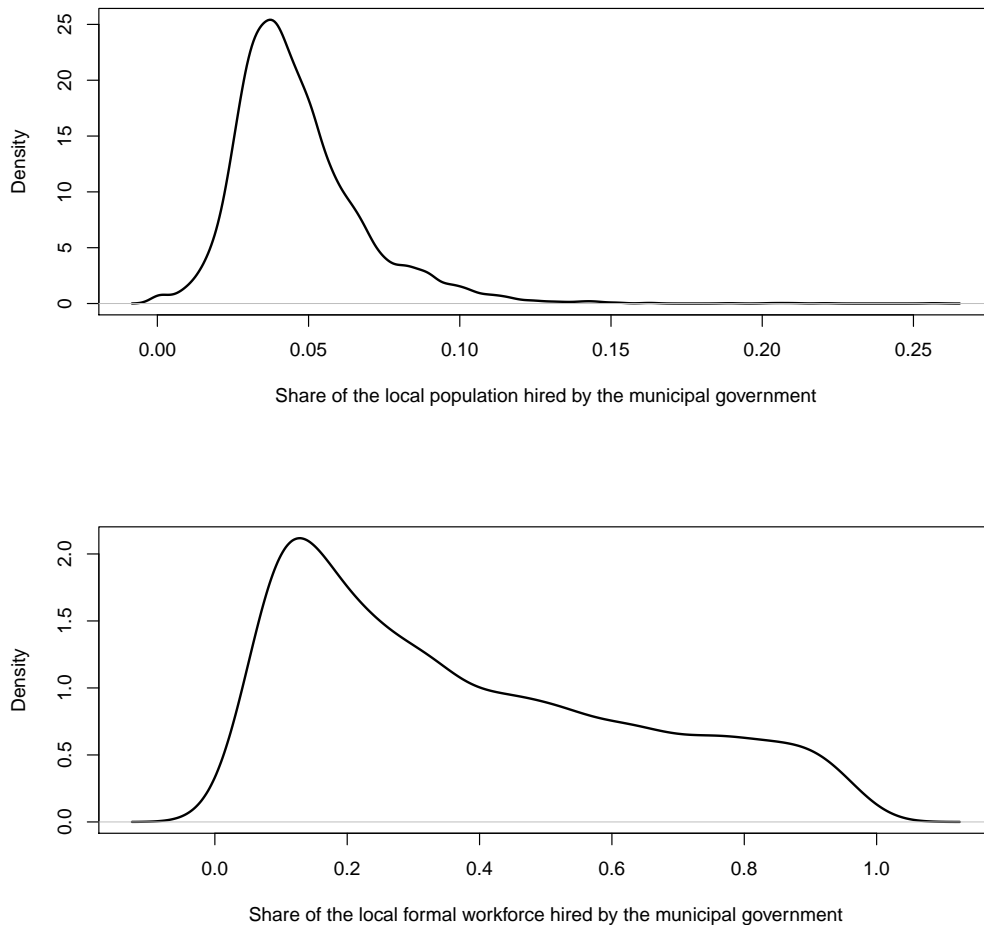 25
20
15
10
5
0
Density
0.00 0.05 0.10 0.15 0.20 0.25
Share of the local population hired by the municipal government
2.0
1.5
1.0
0.5
0.0
Density
0.0 0.2 0.4 0.6 0.8 1.0
Share of the local formal workforce hired by the municipal government